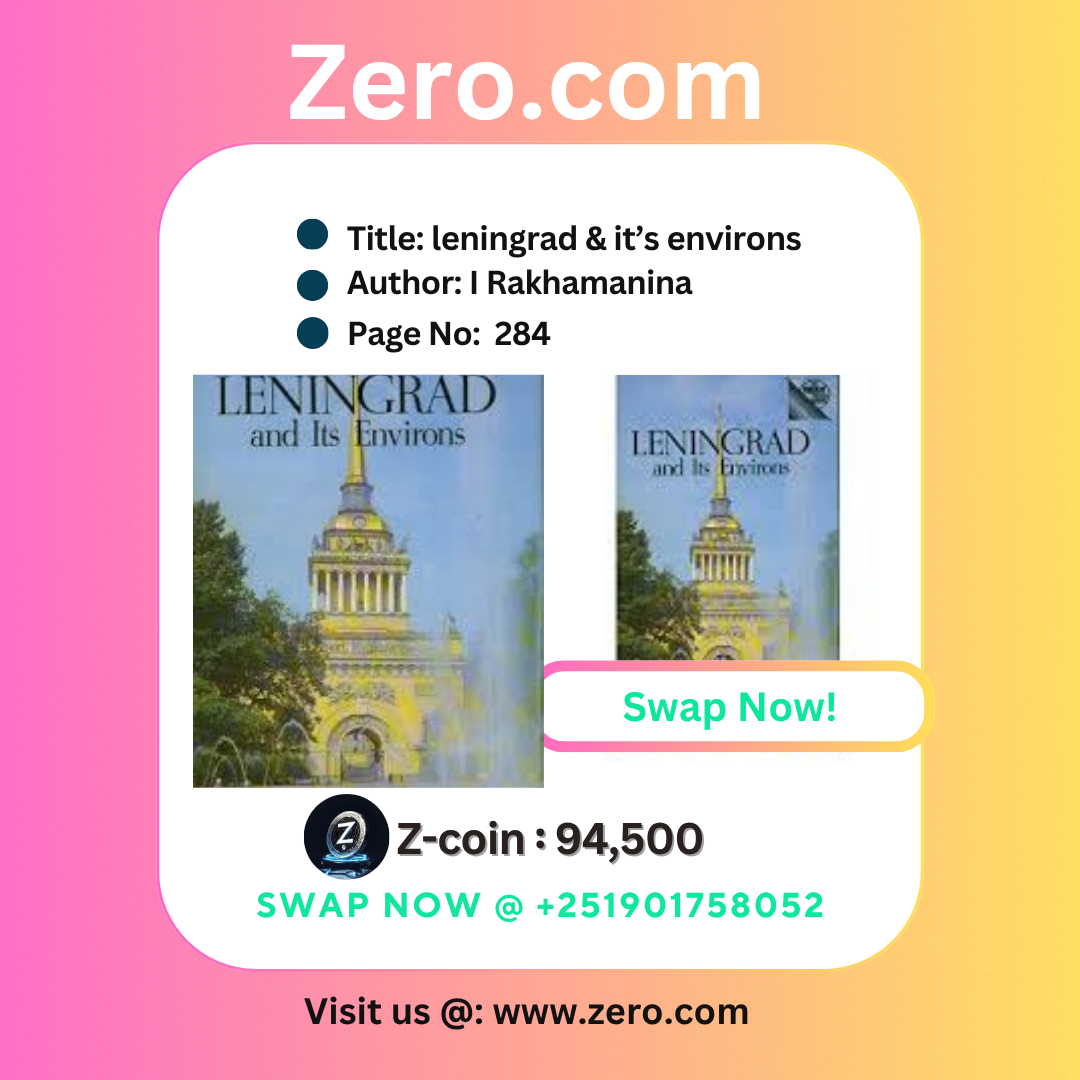 Zero.com
Title: leningrad & it’s environs
Author: I Rakhamanina
Page No: 284
LENINGRAD
and Its Environs
LENINGRAD
and Its Environs
Swap Now!
Z
Z-coin : 94,500
SWAP NOW @ +251901758052
Visit us @: www.zero.com